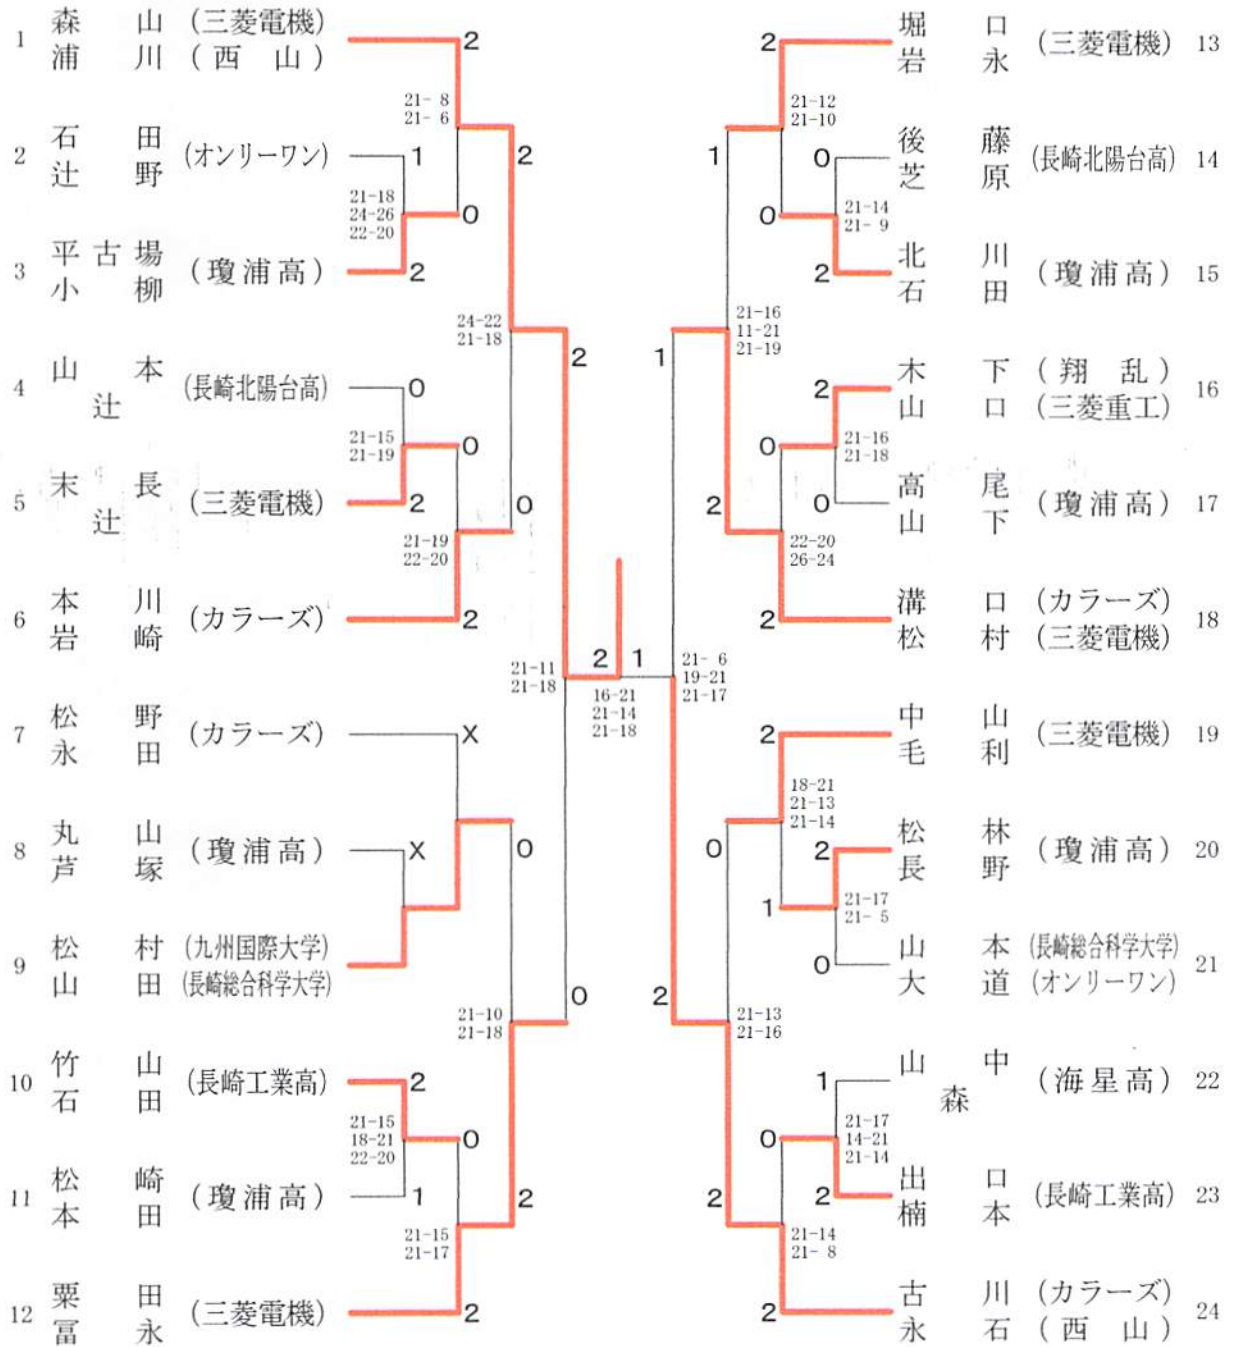 1 森山 (三菱電機)
浦川 (西山)
2
21- 8
21- 6
2 石田 (オンリーワン)
辻野
1
2
21-18
24-26
22-20
0
3 平古場 (瓊浦高)
小柳
2
24-22
21-18
2
4 山本 (長崎北陽台高)
辻
0
21-15
21-19
0
5 末長 (三菱電機)
辻
2
0
21-19
22-20
6 本川 (カラーズ)
岩崎
2
21-11
21-18
2 1
16-21
21-14
21-18
7 松野 (カラーズ)
永田
X
8 丸山 (瓊浦高)
芦塚
X
0
9 松村 (九州国際大学)
山田 (長崎総合科学大学)
0
21-10
21-18
10 竹山 (長崎工業高)
石田
2
21-15
18-21
22-20
0
11 松崎 (瓊浦高)
本田
1
2
21-15
21-17
12 粟田 (三菱電機)
冨永
2
2
堀口 (三菱電機) 13
岩永
21-12
21-10
1
0
後藤 (長崎北陽台高) 14
芝原
21-14
21- 9
0
2
北川 (瓊浦高) 15
石田
21-16
11-21
21-19
1
2
木下 (翔乱) 16
山口 (三菱重工)
21-16
21-18
0
2
0
高尾 (瓊浦高) 17
山下
22-20
26-24
2
溝口 (カラーズ) 18
松村 (三菱電機)
21- 6
19-21
21-17
2
中山 (三菱電機) 19
毛利
18-21
21-13
21-14
0
2
松林 (瓊浦高) 20
長野
21-17
21- 5
1
0
山本 (長崎総合科学大学) 21
大道 (オンリーワン)
2
21-13
21-16
1
山中 (海星高) 22
森
21-17
14-21
21-14
0
2
2
出口 (長崎工業高) 23
楠本
21-14
21- 8
2
古川 (カラーズ) 24
永石 (西山)